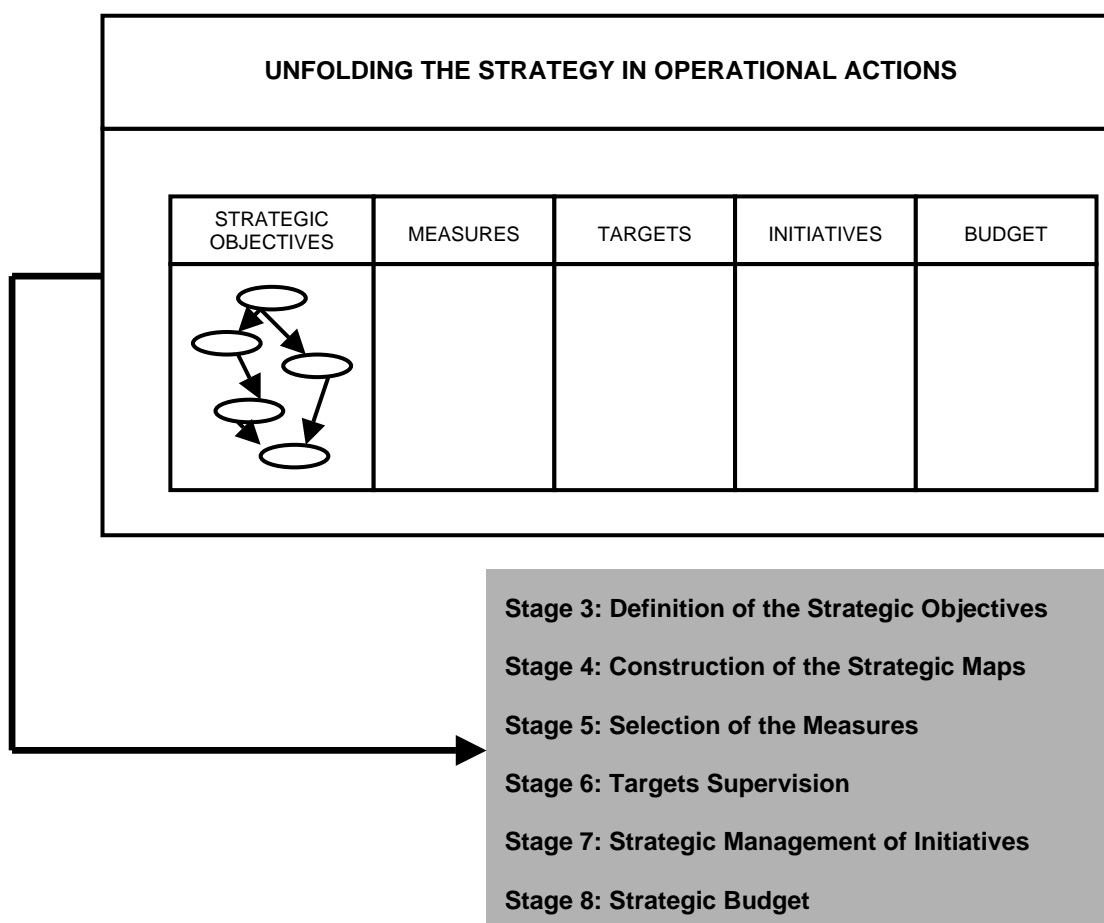 UNFOLDING THE STRATEGY IN OPERATIONAL ACTIONS
STRATEGIC
OBJECTIVES
MEASURES
TARGETS
INITIATIVES
BUDGET
Stage 3: Definition of the Strategic Objectives
Stage 4: Construction of the Strategic Maps
Stage 5: Selection of the Measures
Stage 6: Targets Supervision
Stage 7: Strategic Management of Initiatives
Stage 8: Strategic Budget